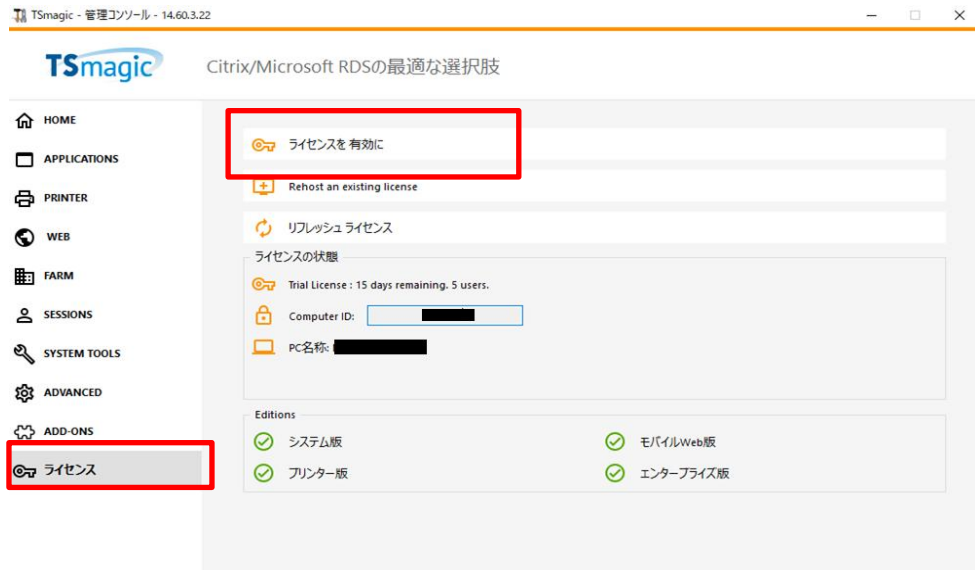 TSmagic - 管理コンソール - 14.60.3.22
TSmagic
Citrix/Microsoft RDSの最適な選択肢
HOME
APPLICATIONS
PRINTER
WEB
FARM
SESSIONS
SYSTEM TOOLS
ADVANCED
ADD-ONS
ライセンス
ライセンスを 有効に
Rehost an existing license
リフレッシュ ライセンス
ライセンスの状態
Trial License : 15 days remaining. 5 users.
Computer ID:
PC名称:
Editions
システム版
モバイルWeb版
プリンター版
エンタープライズ版